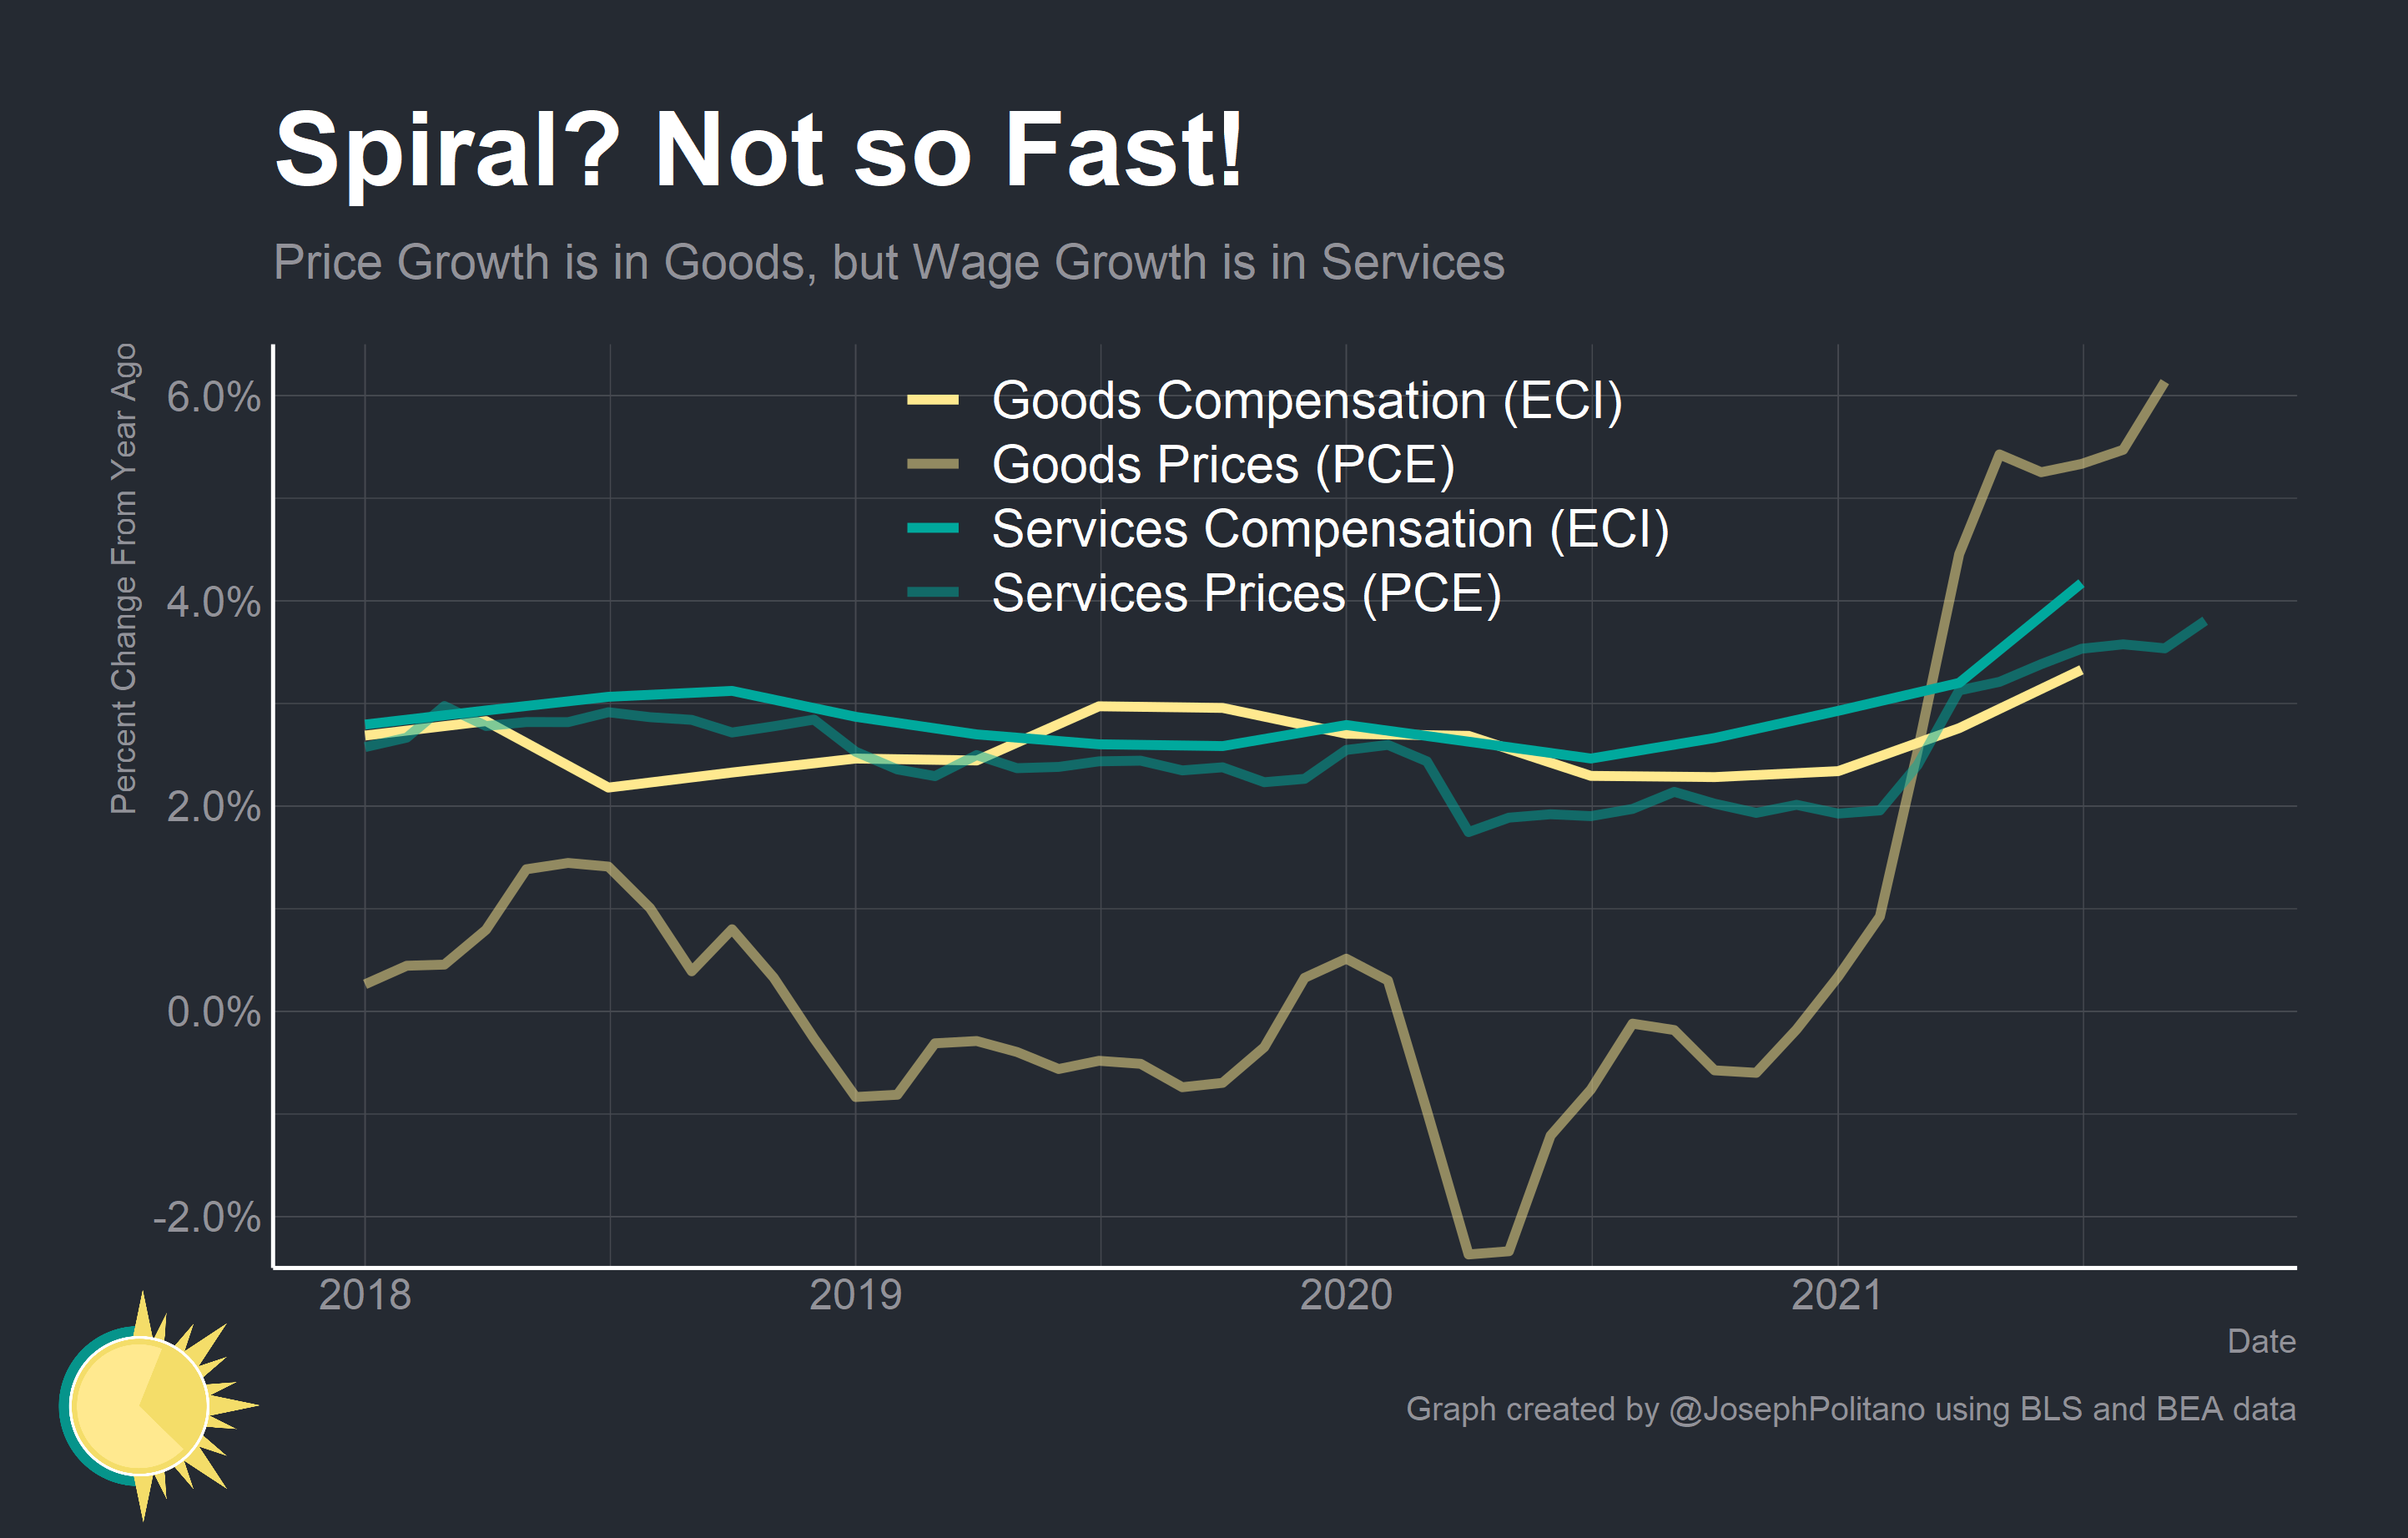 Spiral? Not so Fast!
Price Growth is in Goods, but Wage Growth is in Services
Percent Change From Year Ago
6.0%
4.0%
2.0%
0.0%
-2.0%
Goods Compensation (ECI)
Goods Prices (PCE)
Services Compensation (ECI)
Services Prices (PCE)
2018 2019 2020 2021
Date
Graph created by @JosephPolitano using BLS and BEA data